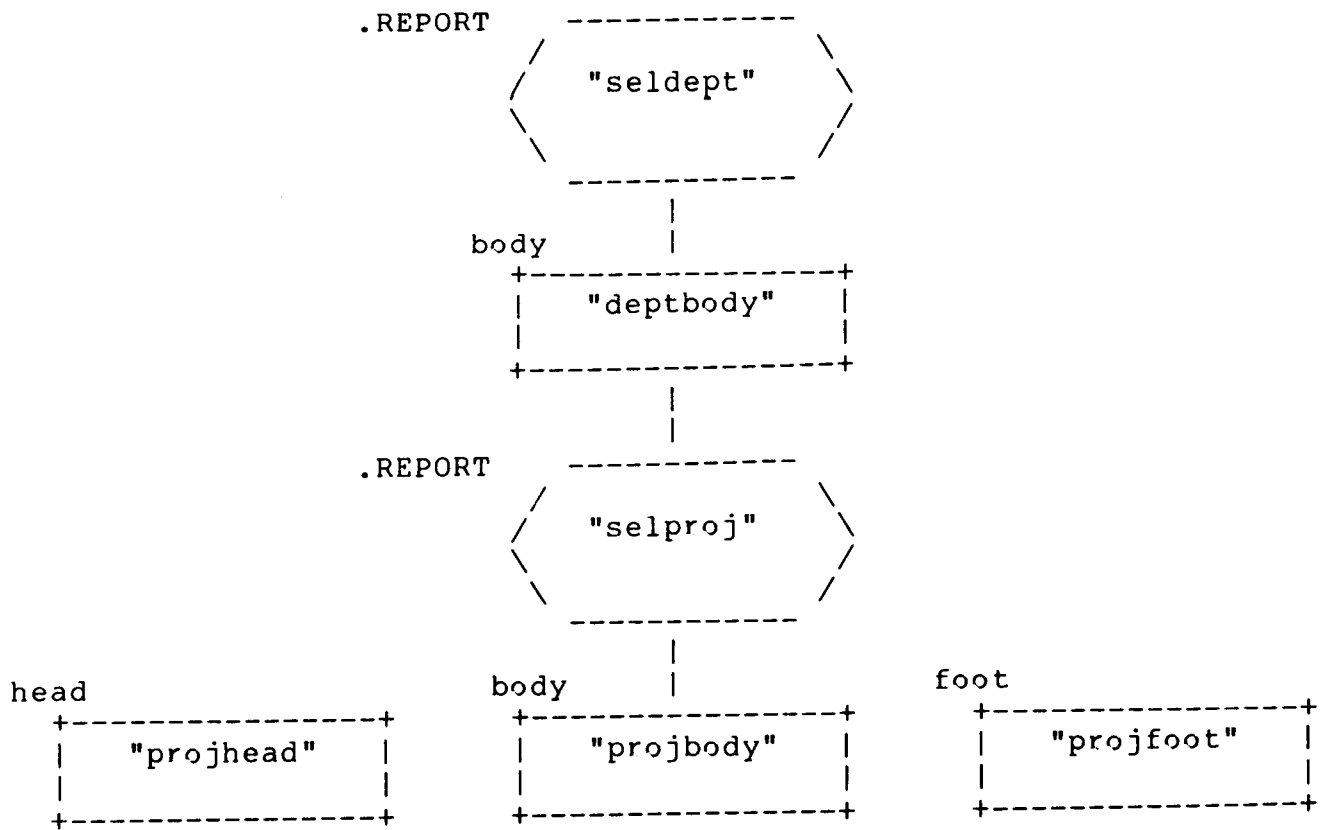 .REPORT
"seldept"
body
"deptbody"
.REPORT
"selproj"
head
body
foot
"projhead"
"projbody"
"projfoot"